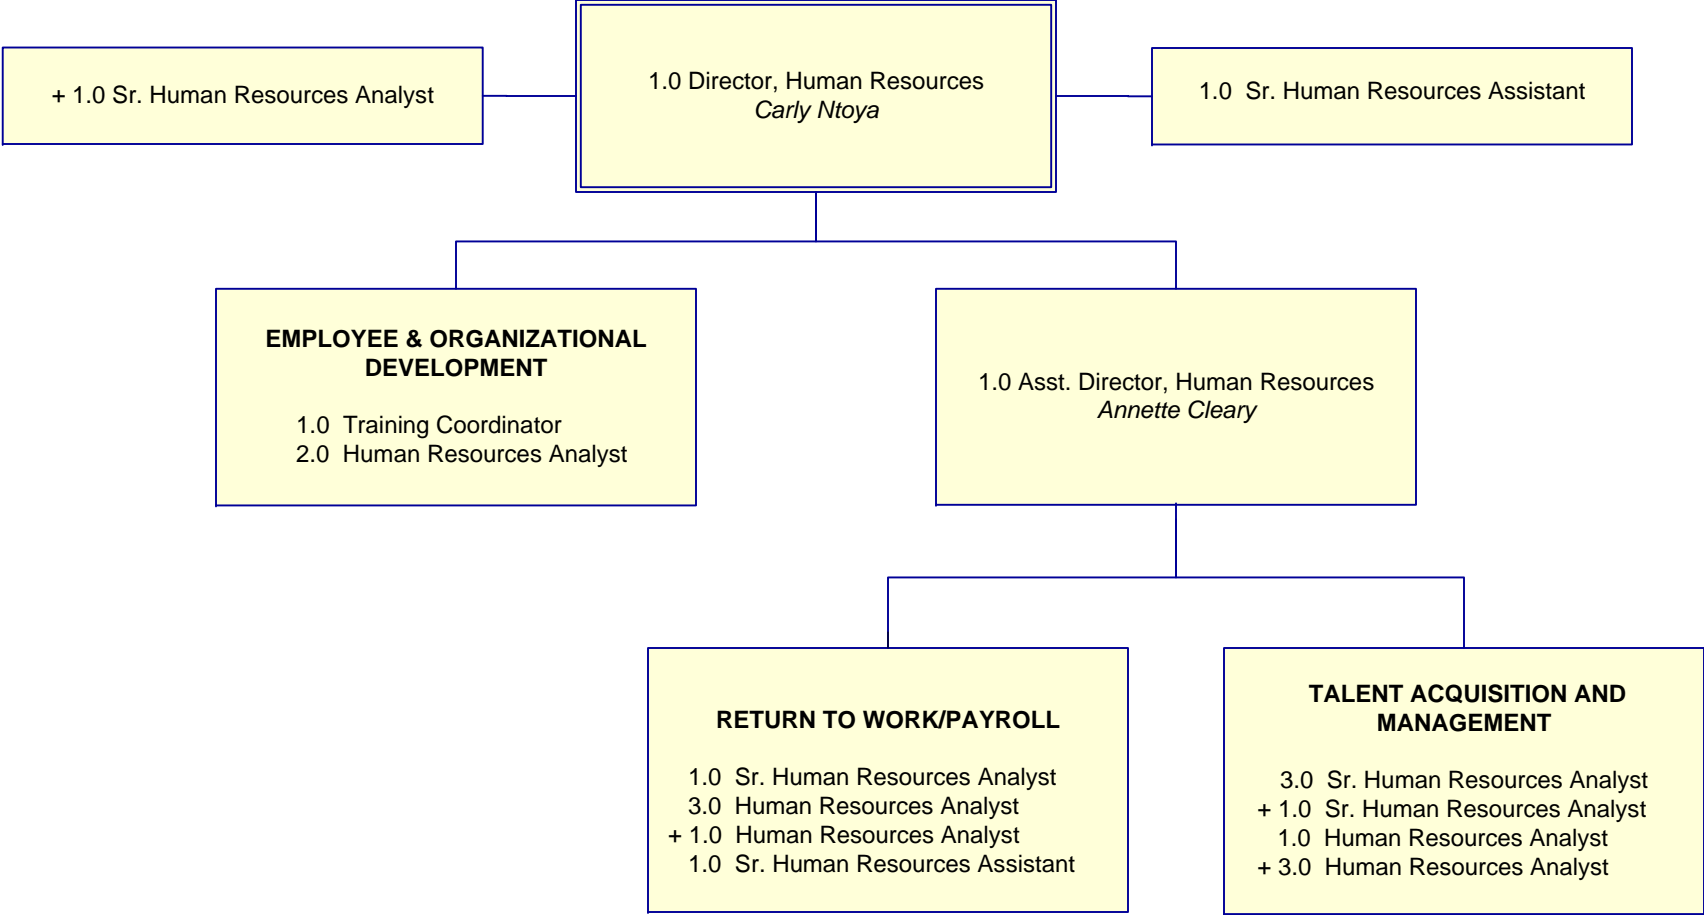 + 1.0 Sr. Human Resources Analyst
1.0 Director, Human Resources
Carly Ntoya
1.0 Sr. Human Resources Assistant
EMPLOYEE & ORGANIZATIONAL
DEVELOPMENT
1.0 Training Coordinator
2.0 Human Resources Analyst
1.0 Asst. Director, Human Resources
Annette Cleary
RETURN TO WORK/PAYROLL
1.0 Sr. Human Resources Analyst
3.0 Human Resources Analyst
+ 1.0 Human Resources Analyst
1.0 Sr. Human Resources Assistant
TALENT ACQUISITION AND
MANAGEMENT
3.0 Sr. Human Resources Analyst
+ 1.0 Sr. Human Resources Analyst
1.0 Human Resources Analyst
+ 3.0 Human Resources Analyst